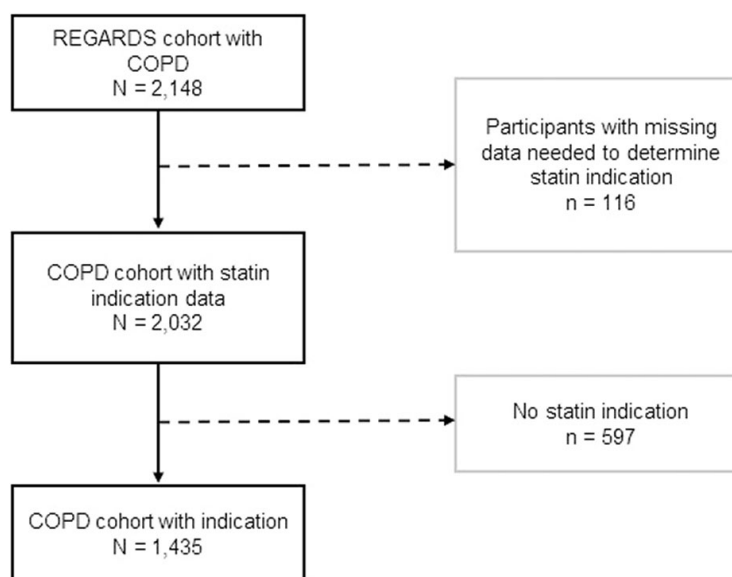 REGARDS cohort with
COPD
N = 2,148
Participants with missing
data needed to determine
statin indication
n = 116
COPD cohort with statin
indication data
N = 2,032
No statin indication
n = 597
COPD cohort with indication
N = 1,435